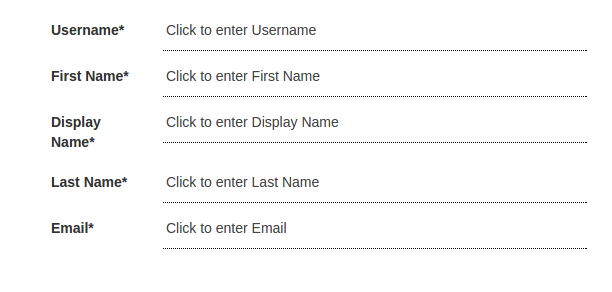 Username* Click to enter Username
First Name* Click to enter First Name
Display Click to enter Display Name
Name*
Last Name* Click to enter Last Name
Email* Click to enter Email